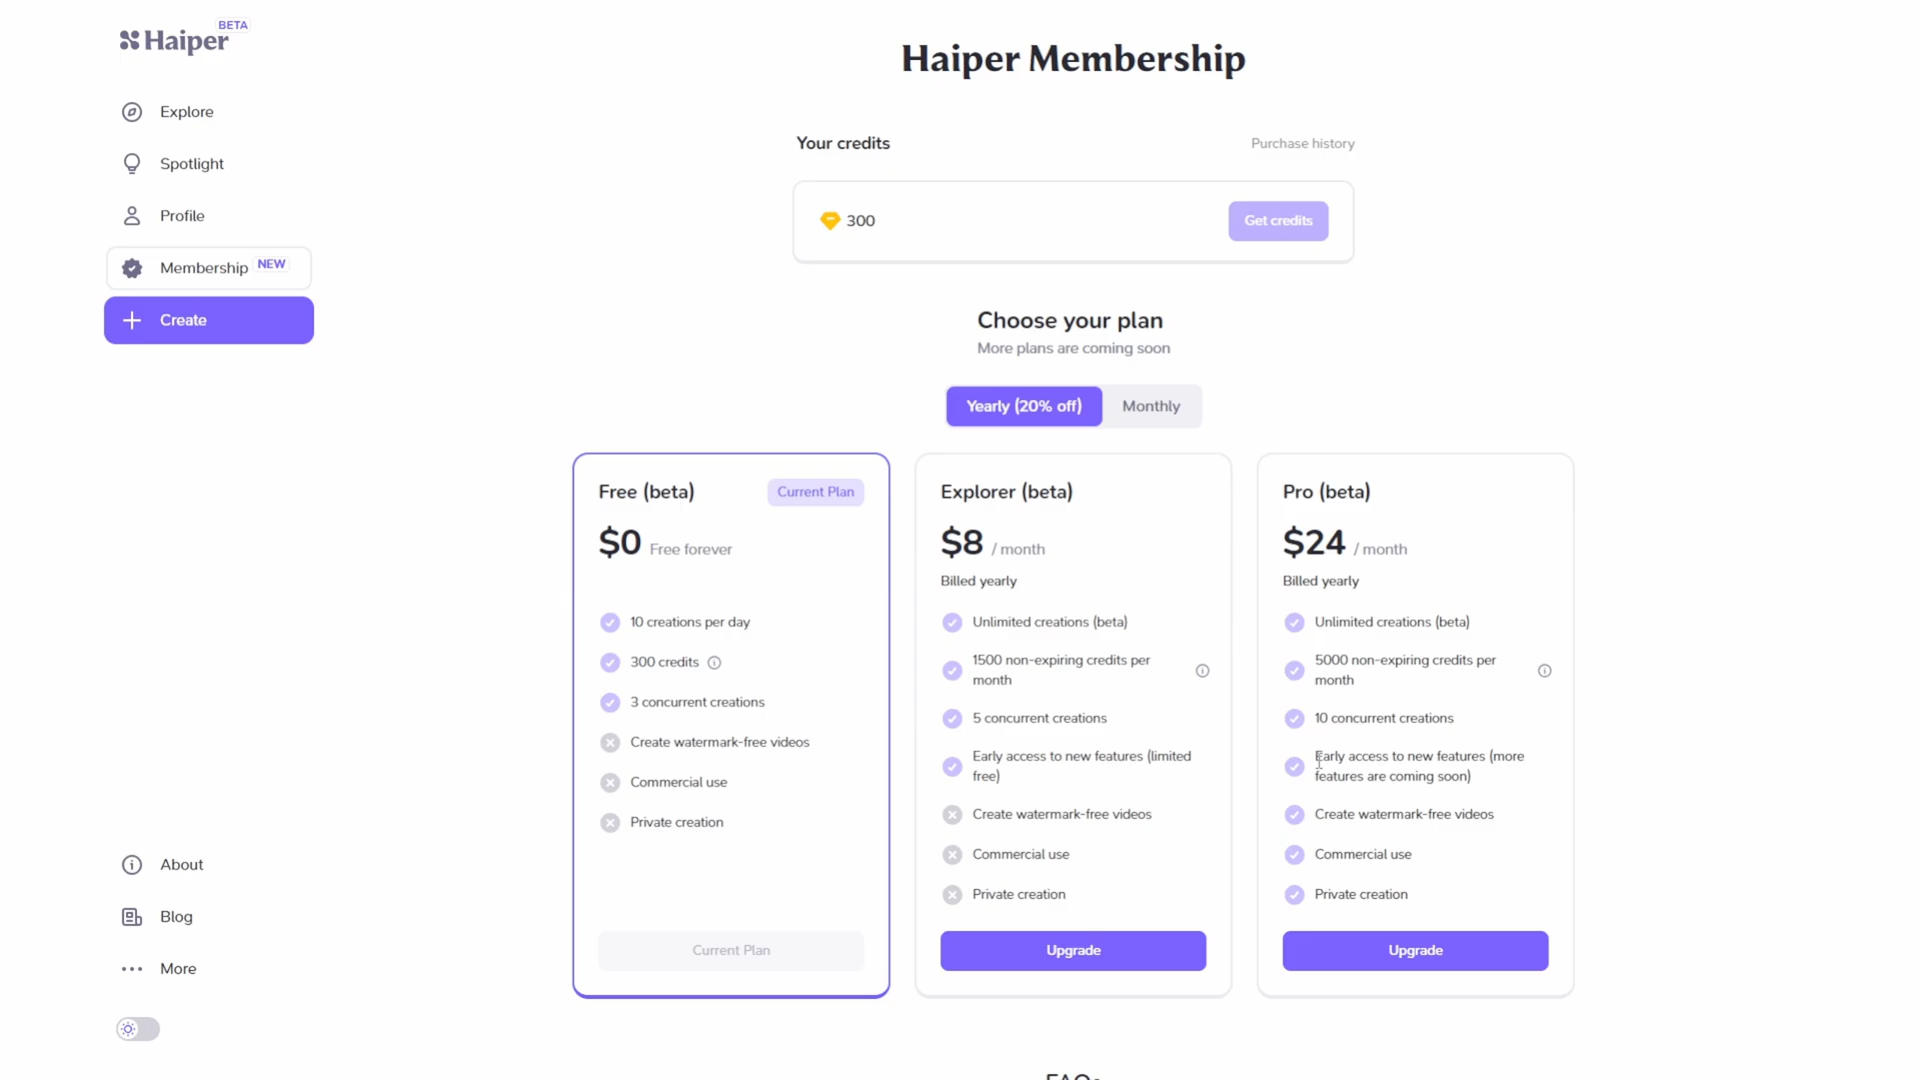 Haiper BETA
Explore
Spotlight
Profile
Membership NEW
Create
About
Blog
More
Haiper Membership
Your credits
Purchase history
300
Get credits
Choose your plan
More plans are coming soon
Yearly (20% off)
Monthly
Free (beta)
Current Plan
$0 Free forever
10 creations per day
300 credits
3 concurrent creations
Create watermark-free videos
Commercial use
Private creation
Current Plan
Explorer (beta)
$8 / month
Billed yearly
Unlimited creations (beta)
1500 non-expiring credits per
month
5 concurrent creations
Early access to new features (limited
free)
Create watermark-free videos
Commercial use
Private creation
Upgrade
Pro (beta)
$24 / month
Billed yearly
Unlimited creations (beta)
5000 non-expiring credits per
month
10 concurrent creations
Early access to new features (more
features are coming soon)
Create watermark-free videos
Commercial use
Private creation
Upgrade
FAQs